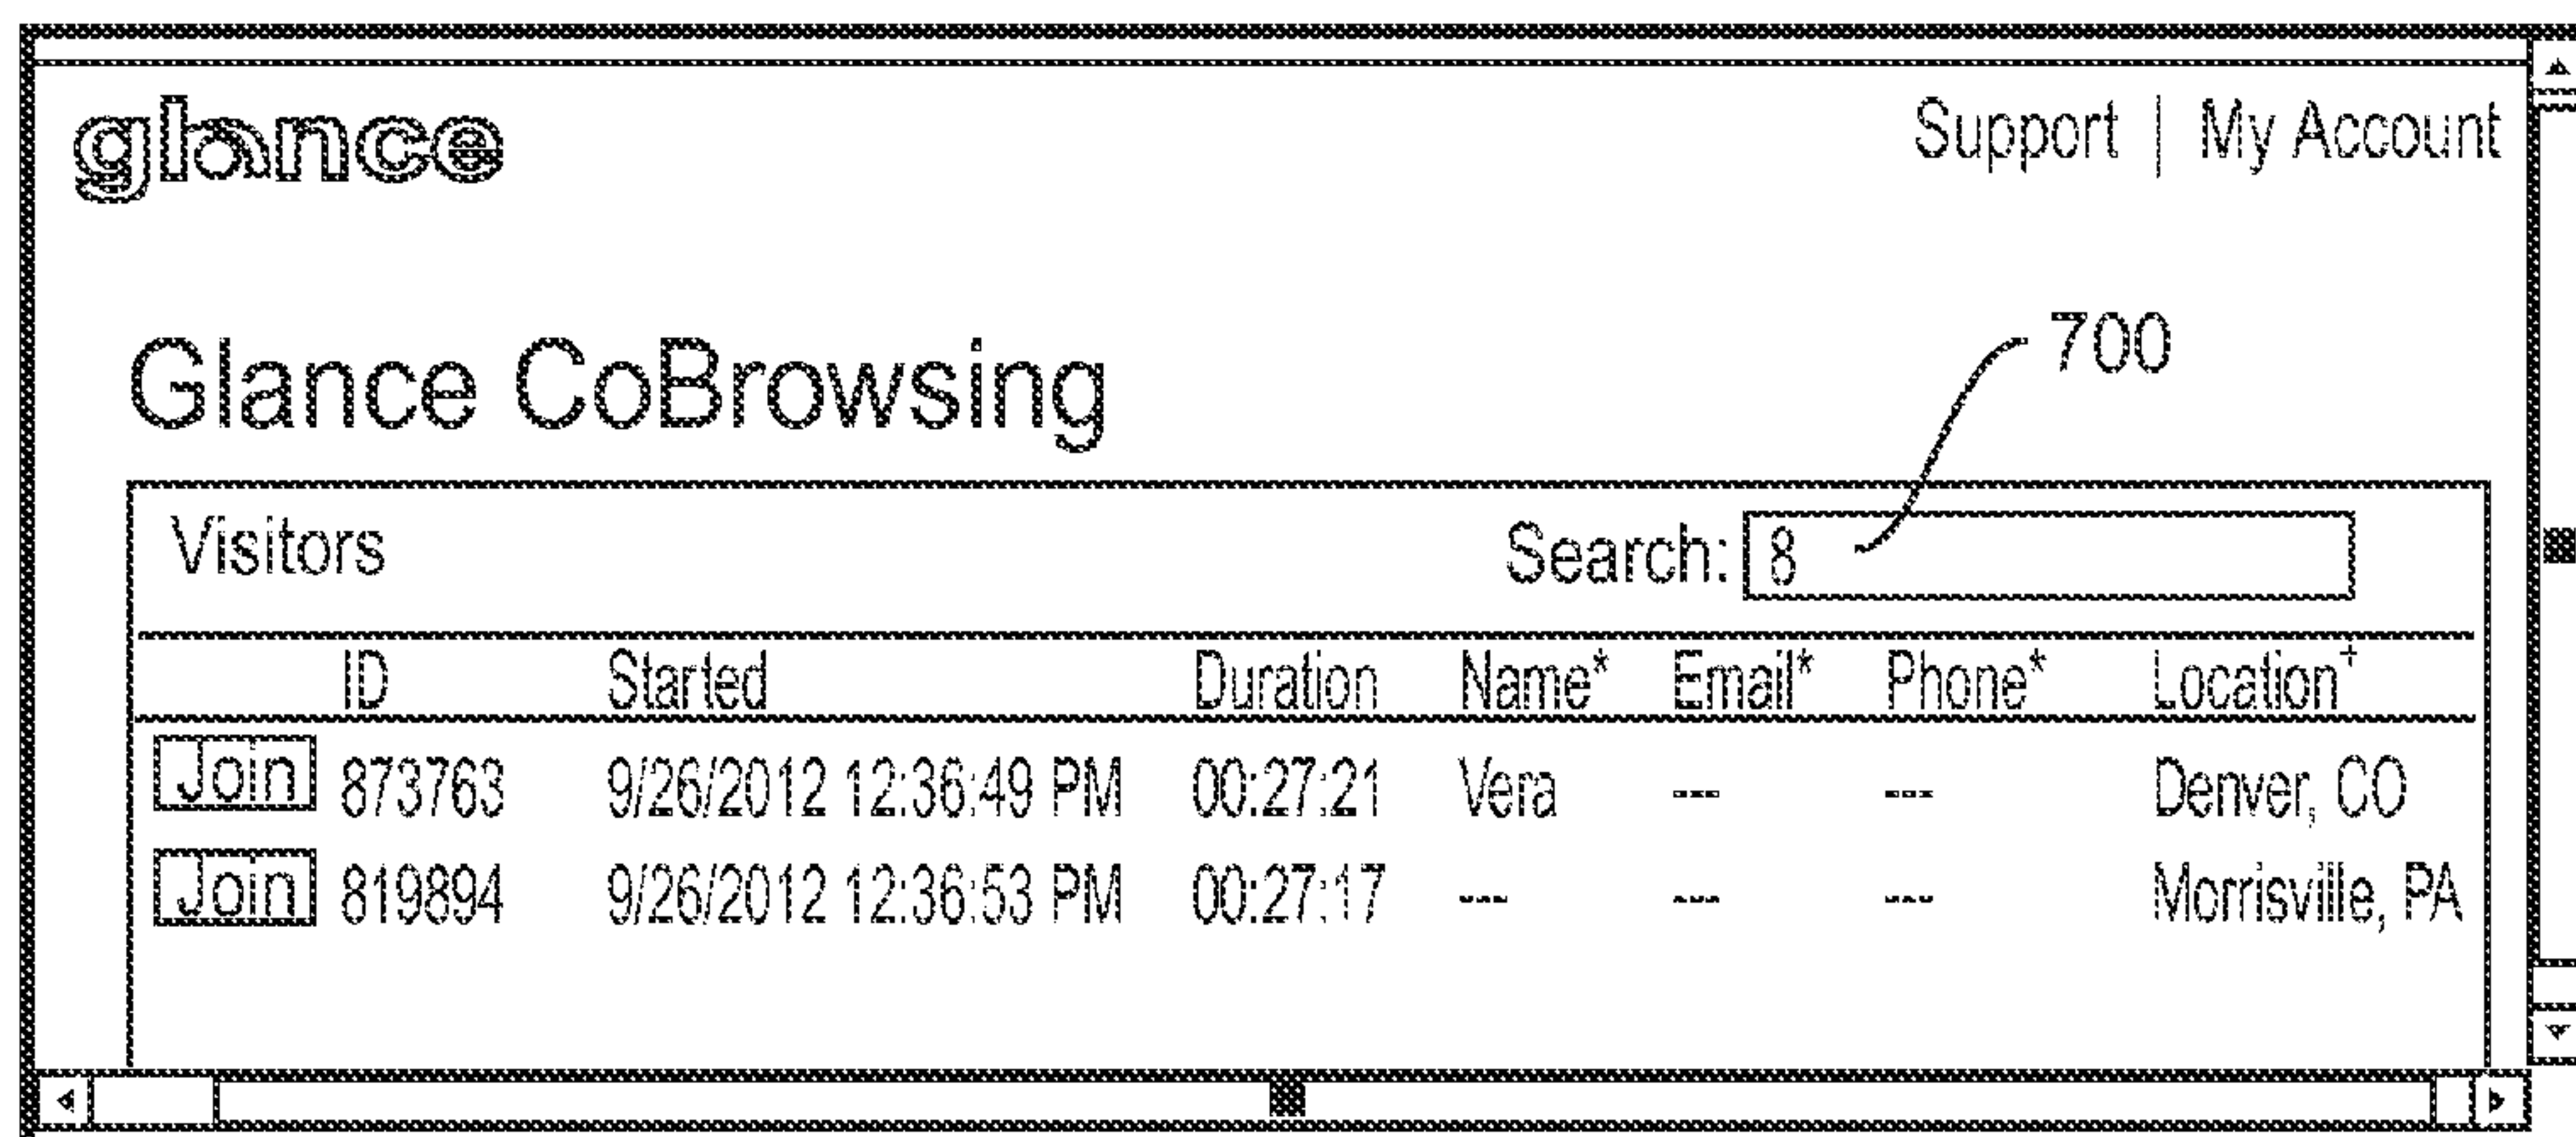 glance Support | My Account
Glance CoBrowsing 700
Visitors Search: 8
ID Started Duration Name* Email* Phone* Location+
Join 873763 9/26/2012 12:36:49 PM 00:27:21 Vera --- --- Denver, CO
Join 819894 9/26/2012 12:36:53 PM 00:27:17 --- --- --- Morrisville, PA